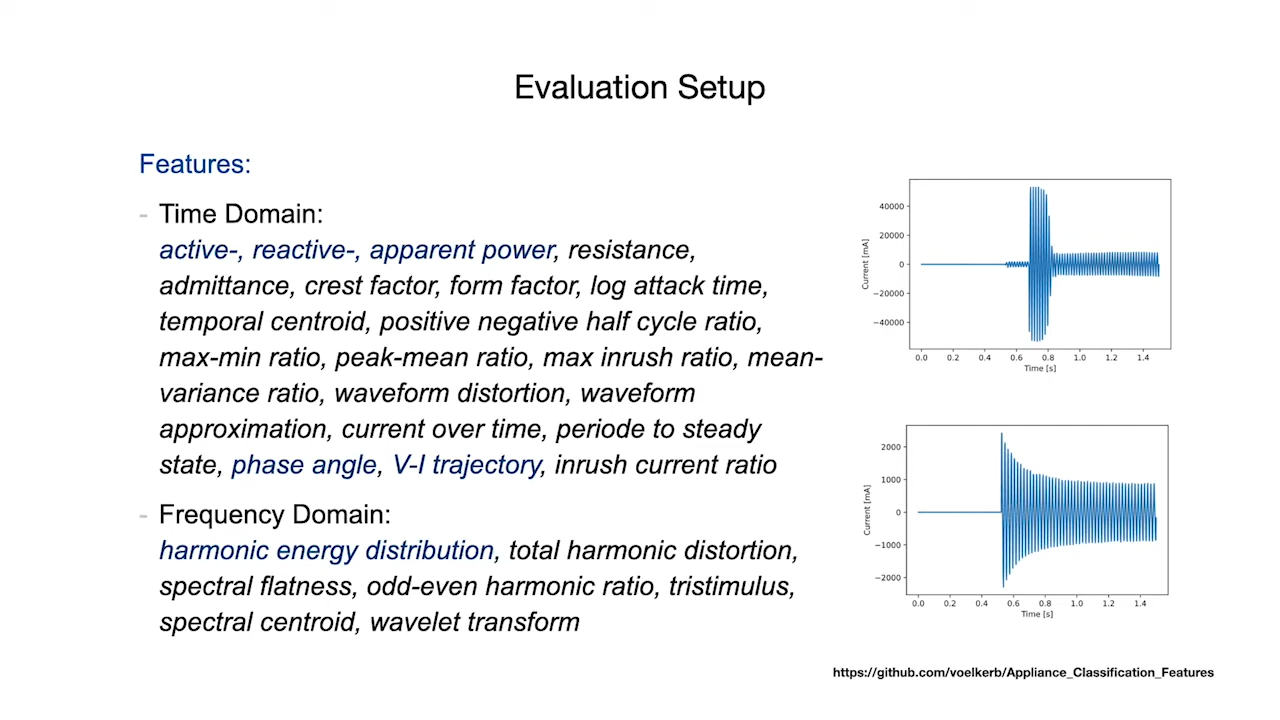 Evaluation Setup
Features:
- Time Domain:
active-, reactive-, apparent power, resistance,
admittance, crest factor, form factor, log attack time,
temporal centroid, positive negative half cycle ratio,
max-min ratio, peak-mean ratio, max inrush ratio, mean-
variance ratio, waveform distortion, waveform
approximation, current over time, periode to steady
state, phase angle, V-I trajectory, inrush current ratio
- Frequency Domain:
harmonic energy distribution, total harmonic distortion,
spectral flatness, odd-even harmonic ratio, tristimulus,
spectral centroid, wavelet transform
Current [mA]
40000
20000
0
−20000
−40000
0.0 0.2 0.4 0.6 0.8 1.0 1.2 1.4
Time [s]
Current [mA]
2000
1000
0
−1000
−2000
0.0 0.2 0.4 0.6 0.8 1.0 1.2 1.4
Time [s]
https://github.com/voelkerb/Appliance_Classification_Features